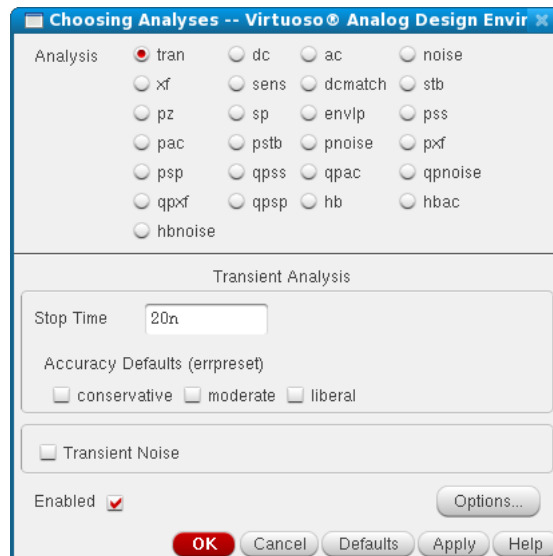 Choosing Analyses -- Virtuoso® Analog Design Envir
Analysis tran dc ac noise
xf sens dcmatch stb
pz sp envlp pss
pac pstb pnoise pxf
psp qpss qpac qpnoise
qpxf qpsp hb hbac
hbnoise
Transient Analysis
Stop Time 20n
Accuracy Defaults (errpreset)
conservative moderate liberal
Transient Noise
Enabled Options...
OK Cancel Defaults Apply Help